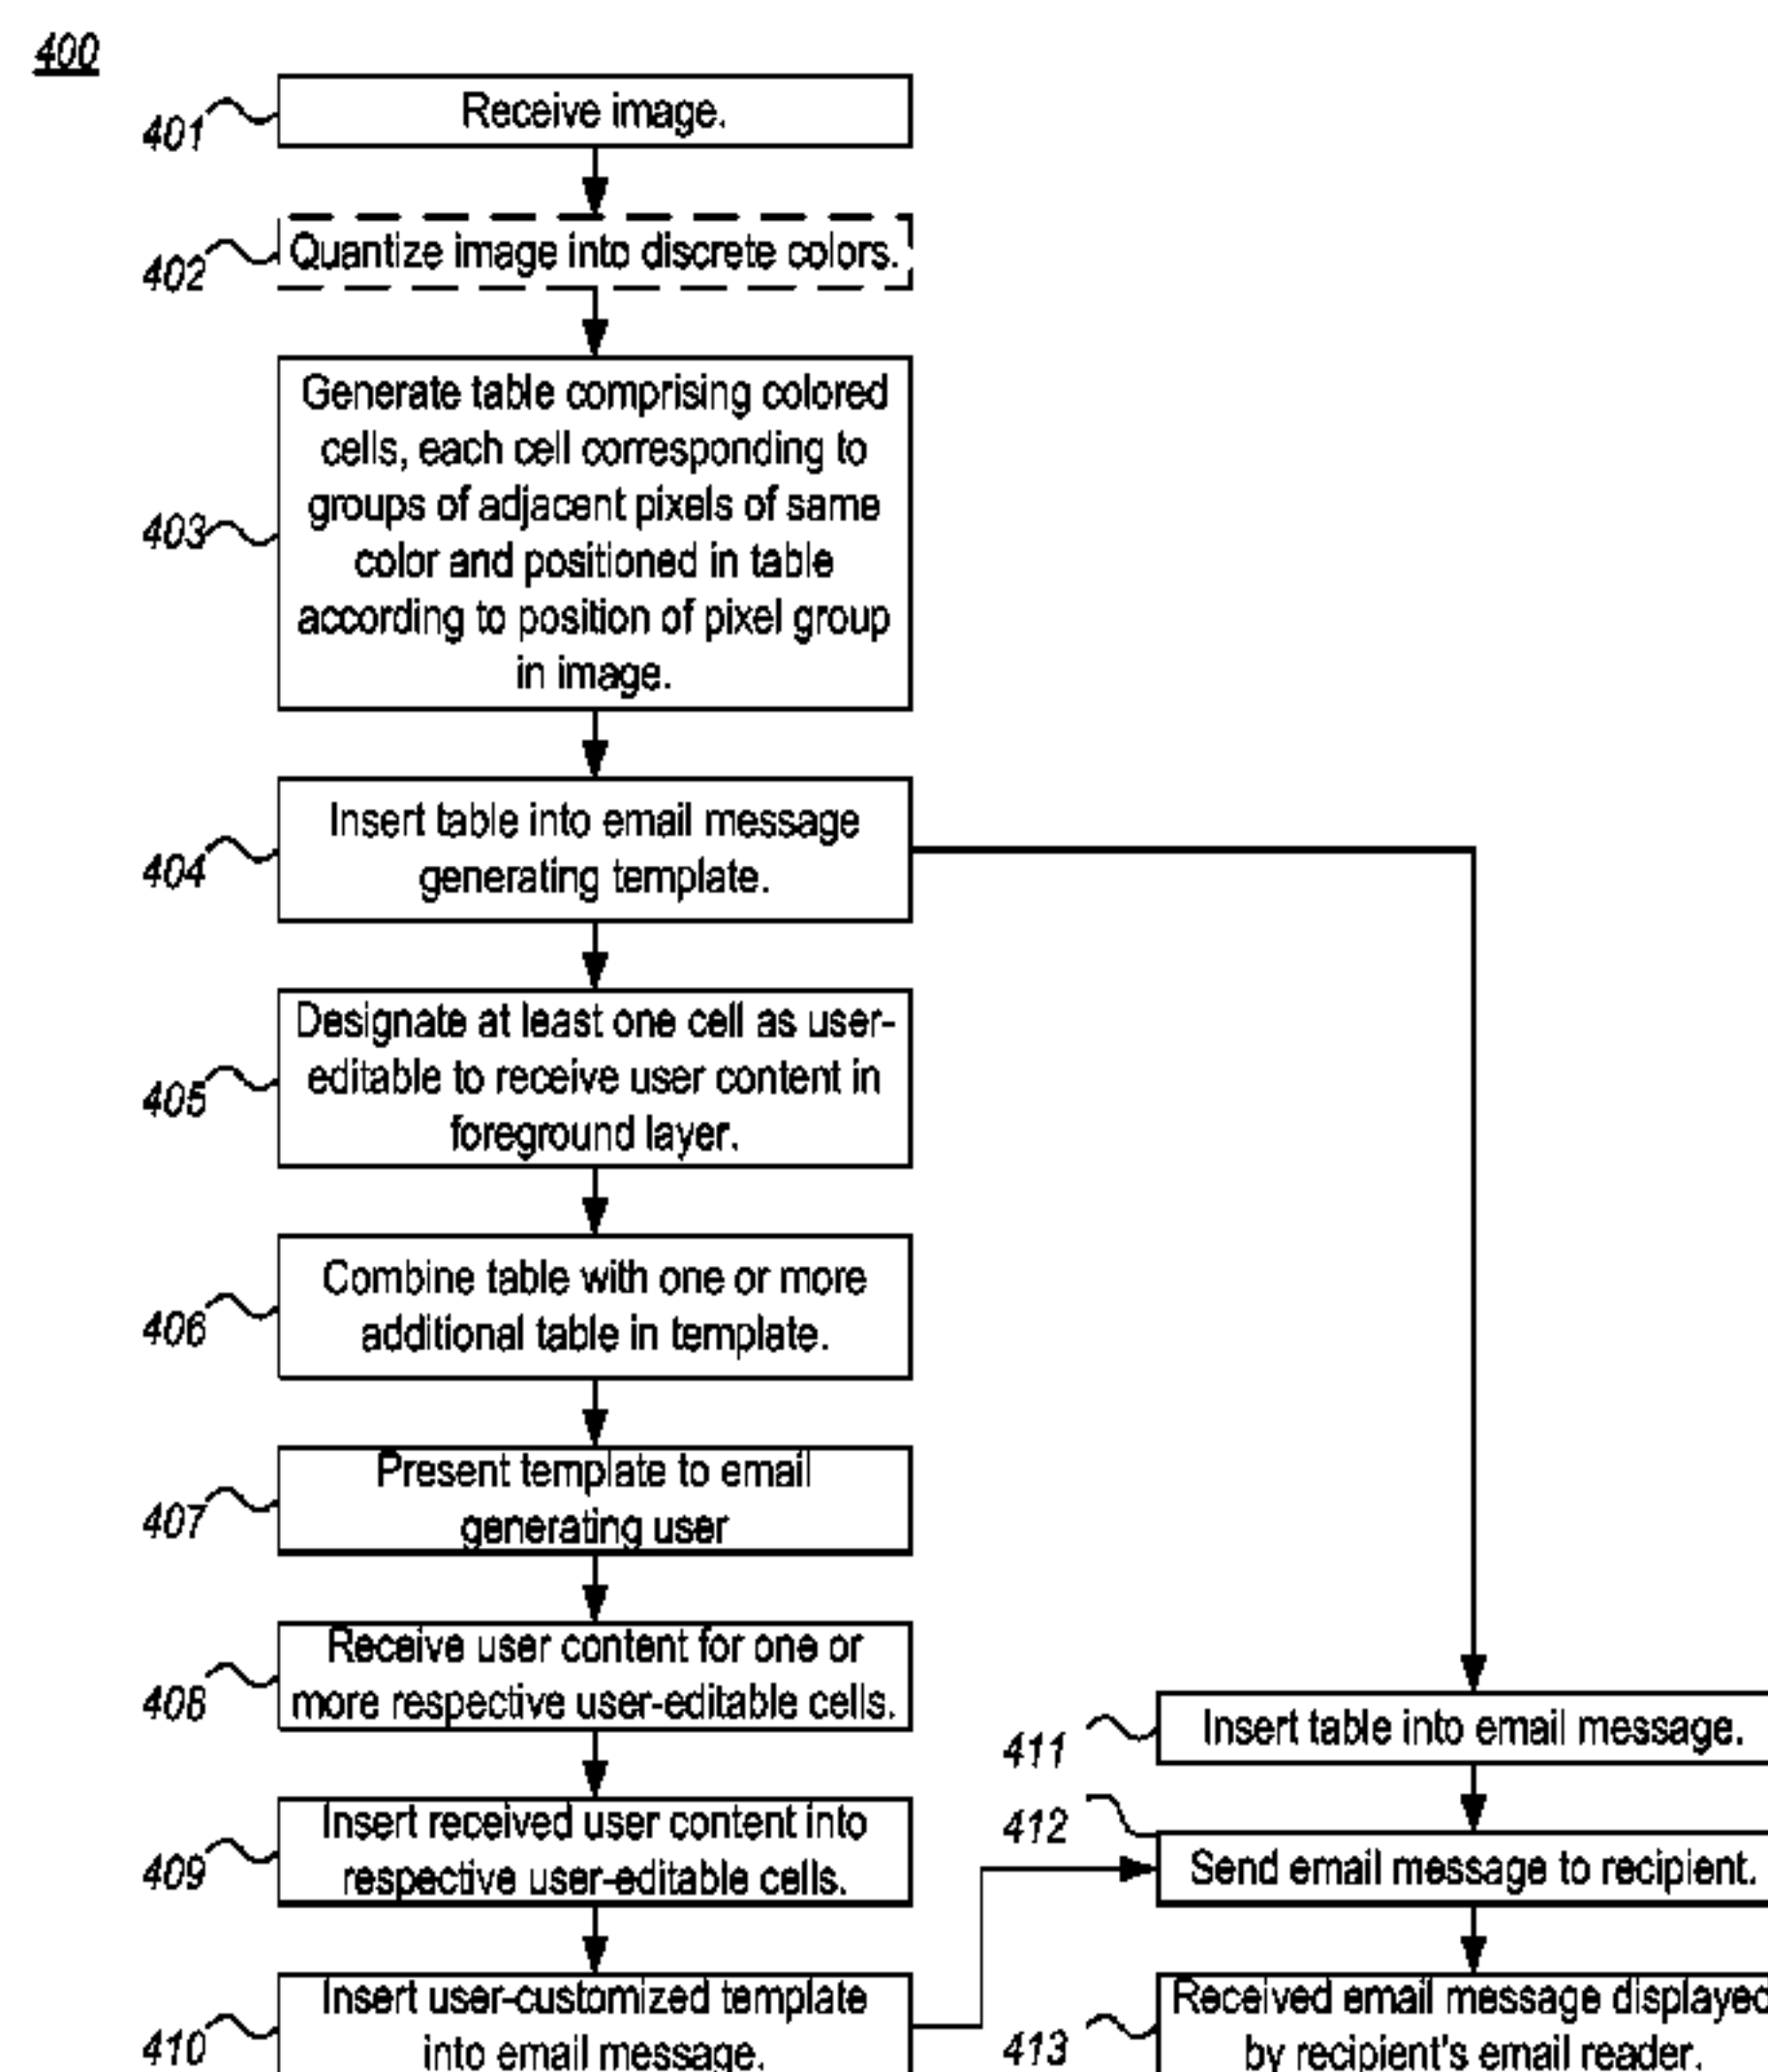 400
401
Receive image.
402
Quantize image into discrete colors.
403
Generate table comprising colored
cells, each cell corresponding to
groups of adjacent pixels of same
color and positioned in table
according to position of pixel group
in image.
404
Insert table into email message
generating template.
405
Designate at least one cell as user-
editable to receive user content in
foreground layer.
406
Combine table with one or more
additional table in template.
407
Present template to email
generating user
408
Receive user content for one or
more respective user-editable cells.
409
Insert received user content into
respective user-editable cells.
410
Insert user-customized template
into email message.
411
Insert table into email message.
412
Send email message to recipient.
413
Received email message displayed
by recipient's email reader.